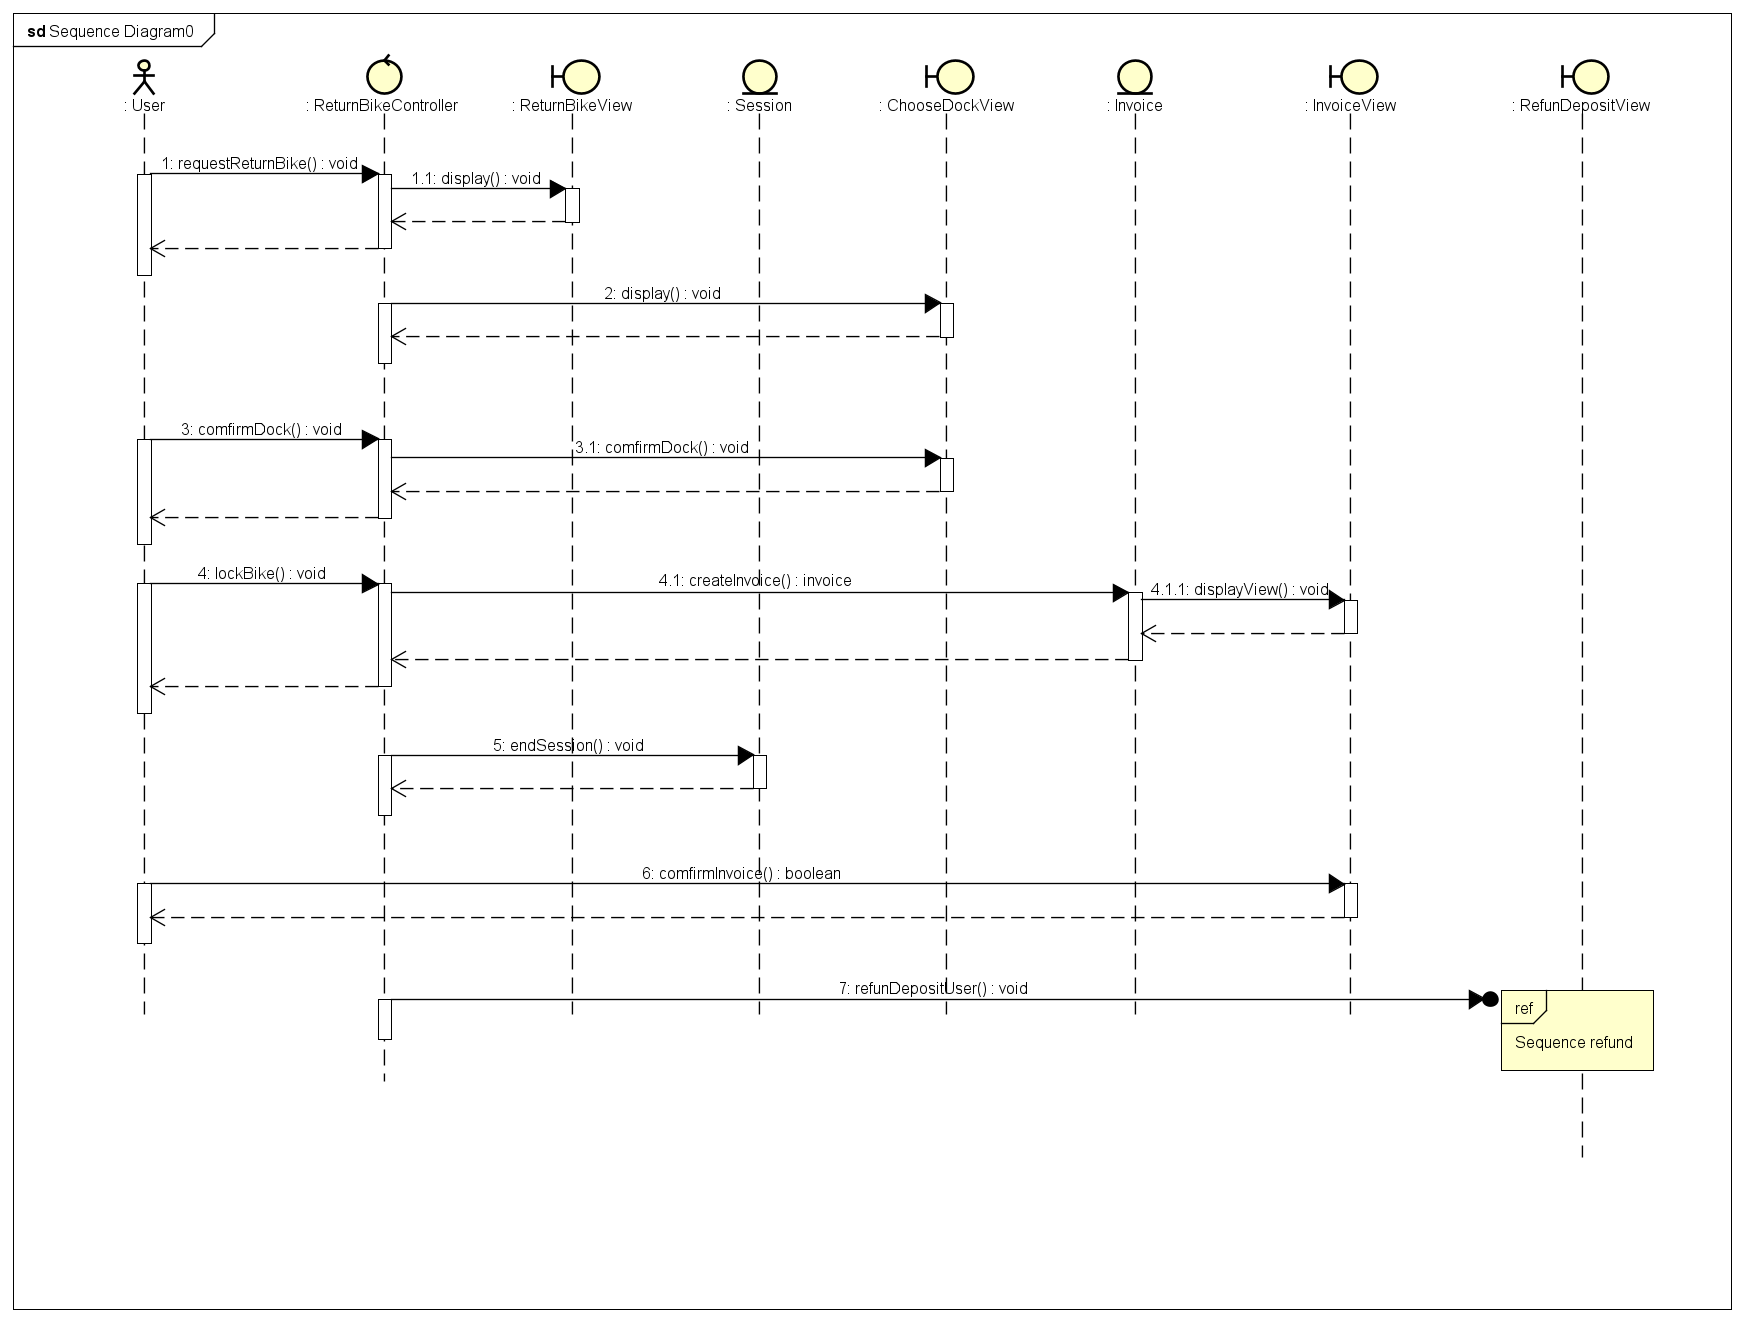 sd Sequence Diagram0
: User
: ReturnBikeController
: ReturnBikeView
: Session
: ChooseDockView
: Invoice
: InvoiceView
: RefunDepositView
1: requestReturnBike() : void
1.1: display() : void
2: display() : void
3: comfirmDock() : void
3.1: comfirmDock() : void
4: lockBike() : void
4.1: createInvoice() : invoice
4.1.1: displayView() : void
5: endSession() : void
6: comfirmInvoice() : boolean
7: refunDepositUser() : void
ref
Sequence refund